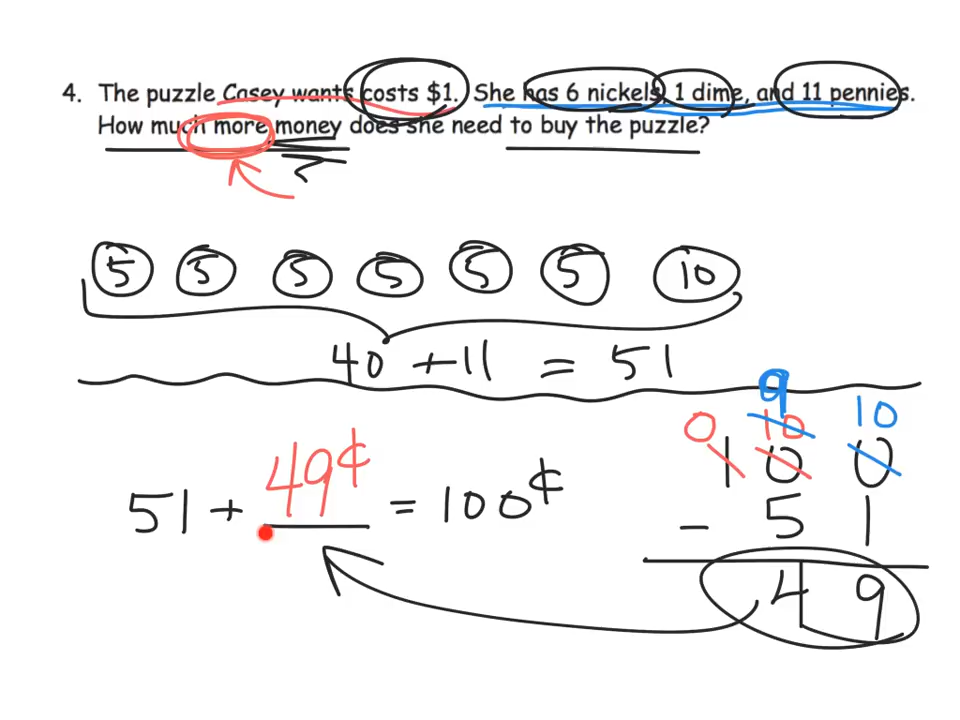 4. The puzzle Casey wants costs $1. She has 6 nickels, 1 dime, and 11 pennies.
How much more money does she need to buy the puzzle?
?
5 5 5 5 5 5 10
40 + 11 = 51
9
0 10 10
1 0 0
- 5 1
4 9
51 + 49¢ = 100¢